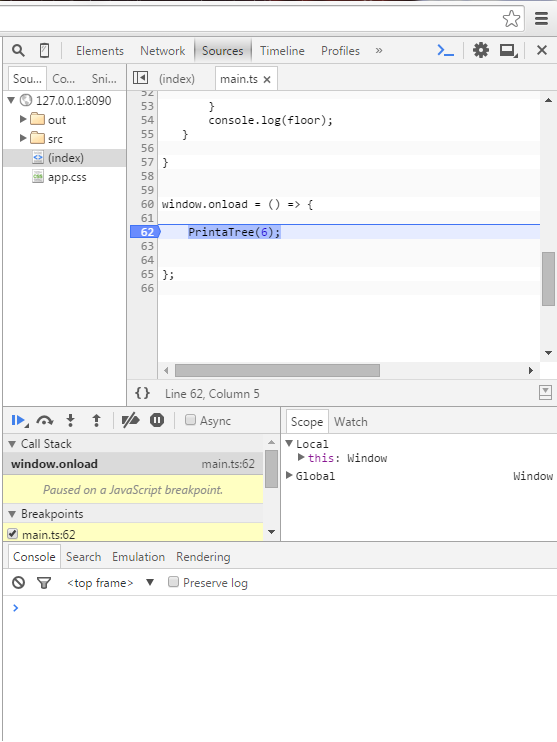 Elements Network Sources Timeline Profiles »
Sou... Co... Sni...
(index) main.ts ×
127.0.0.1:8090
out
src
(index)
app.css
52
53 }
54 console.log(floor);
55 }
56
57 }
58
59
60 window.onload = () => {
61
62 PrintaTree(6);
63
64
65 };
66
{} Line 62, Column 5
Async
Call Stack
window.onload main.ts:62
Paused on a JavaScript breakpoint.
Breakpoints
main.ts:62
Scope Watch
Local
this: Window
Global Window
Console Search Emulation Rendering
<top frame> ▼ Preserve log
>